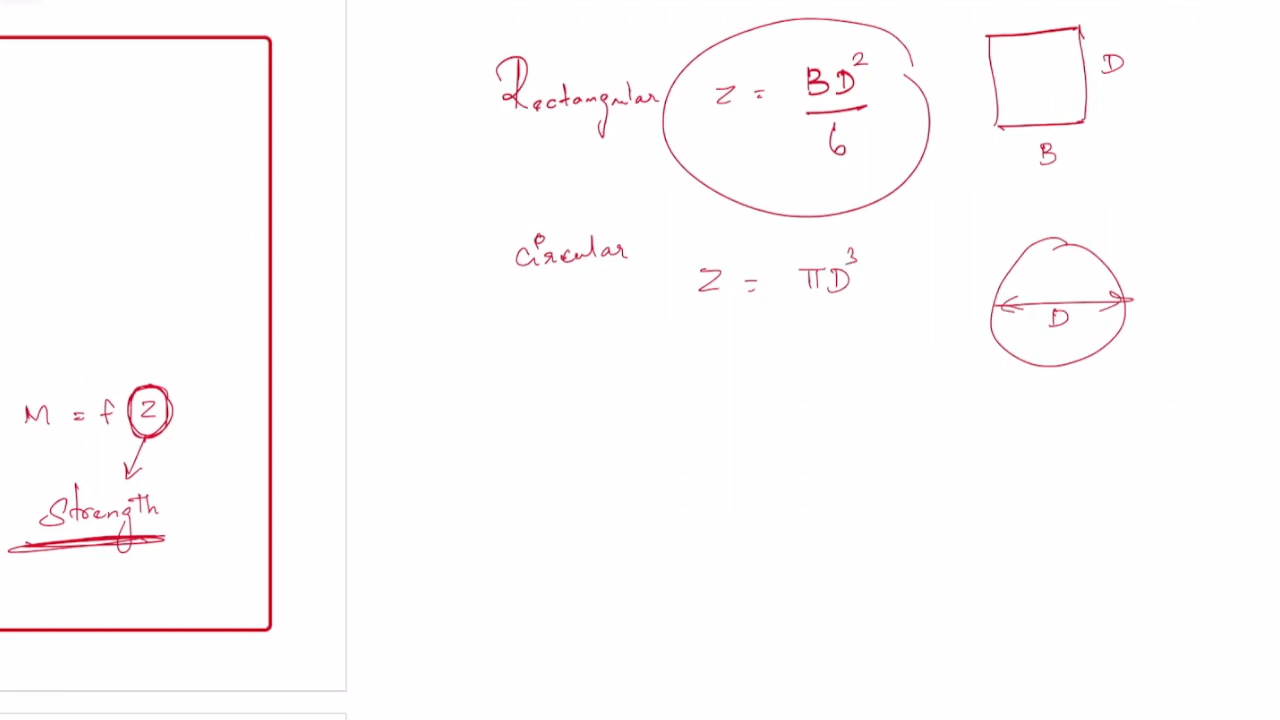 Rectangular Z = BD²/6
D
B
Circular Z = πD³
D
M = f Z
Strength